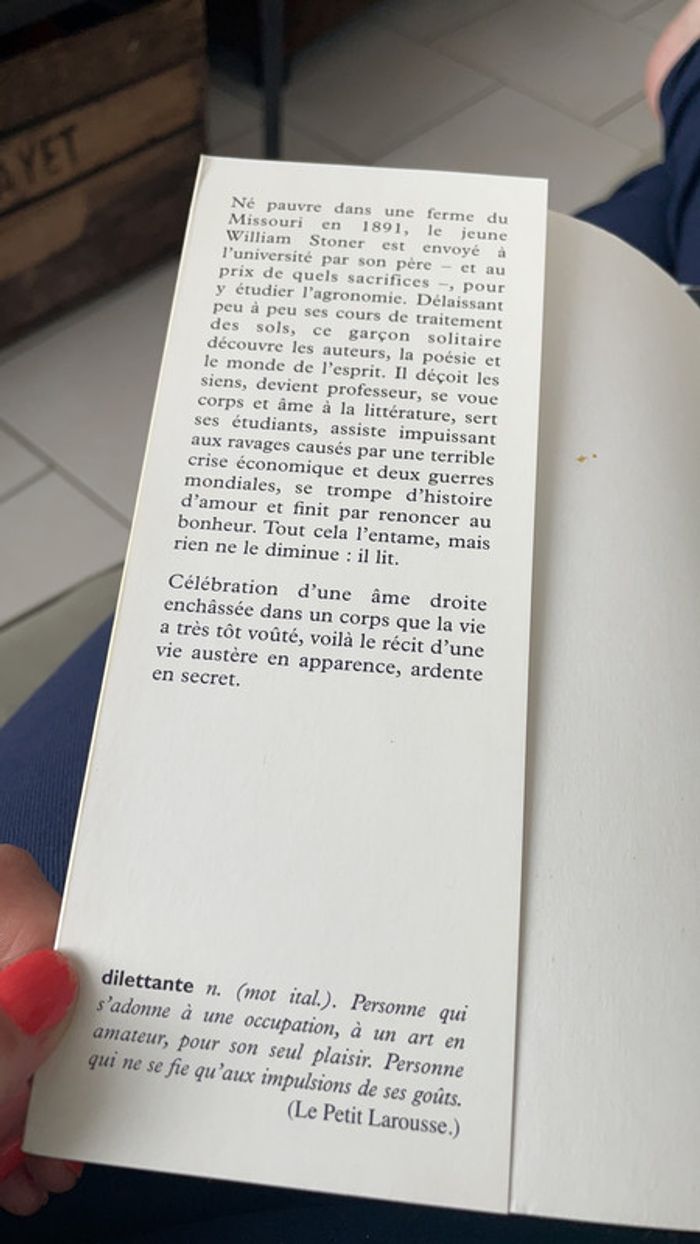 AYET
Né pauvre dans une ferme du
Missouri en 1891, le jeune
William Stoner est envoyé à
l'université par son père – et au
prix de quels sacrifices –, pour
y étudier l'agronomie. Délaissant
peu à peu ses cours de traitement
des sols, ce garçon solitaire
découvre les auteurs, la poésie et
le monde de l'esprit. Il déçoit les
siens, devient professeur, se voue
corps et âme à la littérature, sert
ses étudiants, assiste impuissant
aux ravages causés par une terrible
crise économique et deux guerres
mondiales, se trompe d'histoire
d'amour et finit par renoncer au
bonheur. Tout cela l'entame, mais
rien ne le diminue : il lit.
Célébration d'une âme droite
enchâssée dans un corps que la vie
a très tôt voûté, voilà le récit d'une
vie austère en apparence, ardente
en secret.
dilettante n. (mot ital.). Personne qui
s'adonne à une occupation, à un art en
amateur, pour son seul plaisir. Personne
qui ne se fie qu'aux impulsions de ses goûts.
(Le Petit Larousse.)